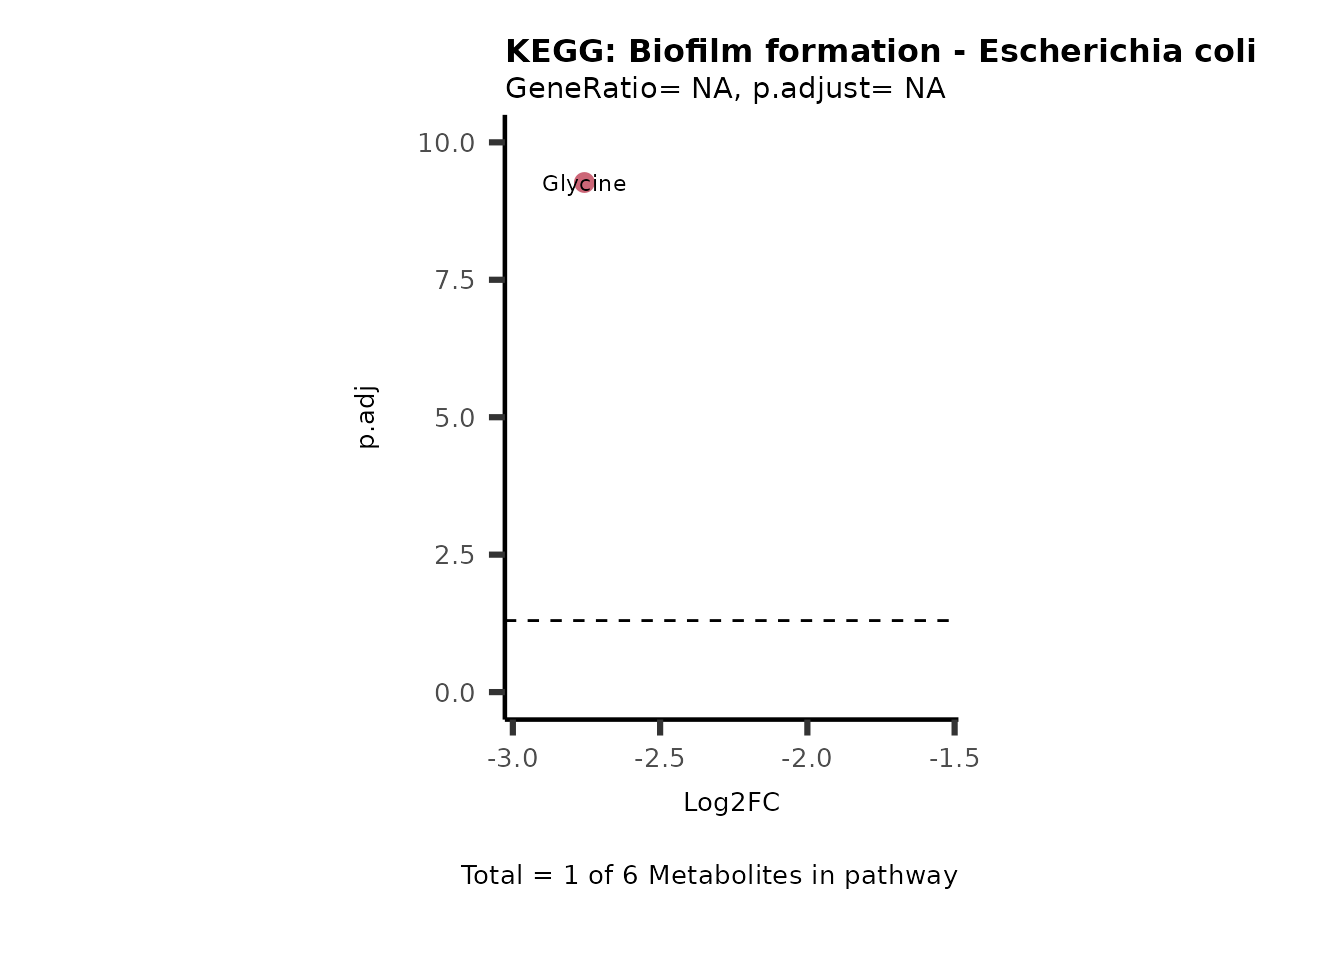 KEGG: Biofilm formation - Escherichia coli
GeneRatio= NA, p.adjust= NA
10.0
Glycine
7.5
p.adj
5.0
2.5
0.0
-3.0 -2.5 -2.0 -1.5
Log2FC
Total = 1 of 6 Metabolites in pathway